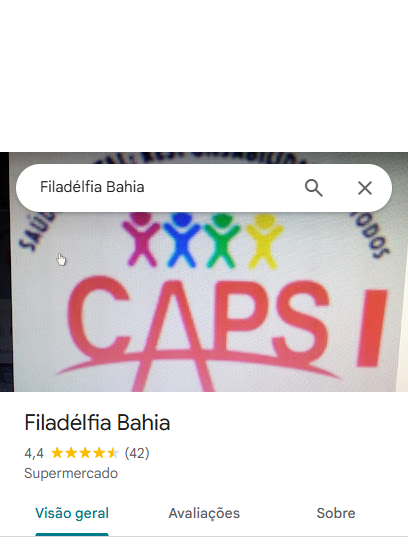 Filadélfia Bahia
CAPS I
Filadélfia Bahia
4,4 (42)
Supermercado
Visão geral Avaliações Sobre